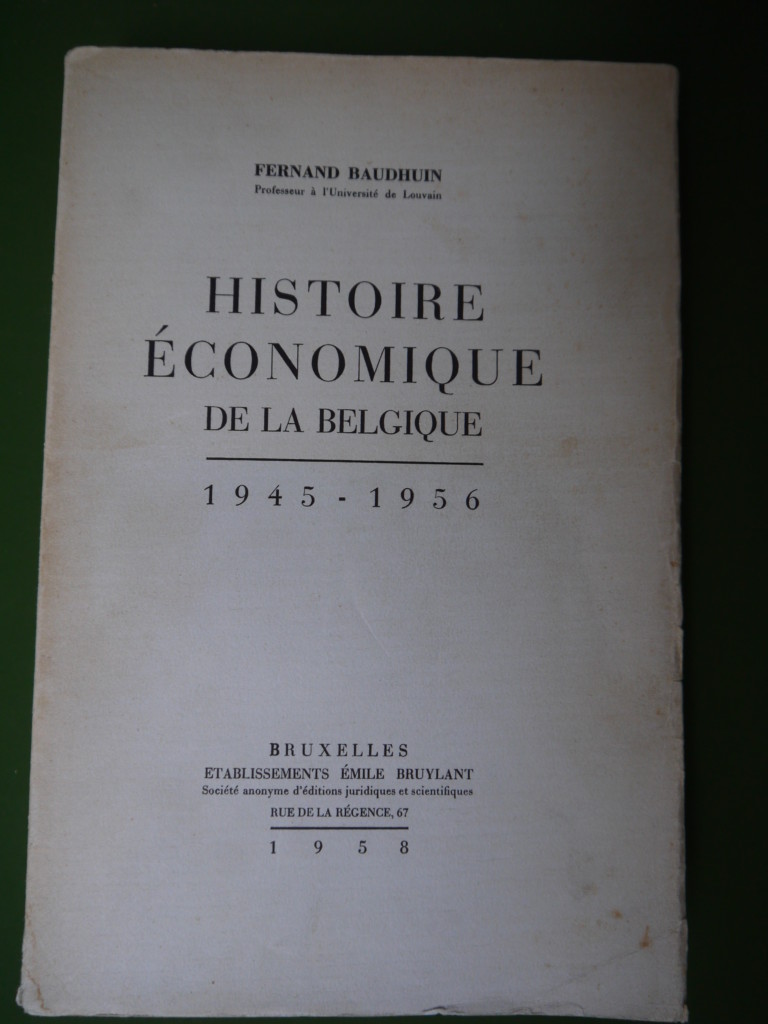 FERNAND BAUDHUIN
Professeur à l'Université de Louvain
HISTOIRE
ÉCONOMIQUE
DE LA BELGIQUE
1945 - 1956
BRUXELLES
ETABLISSEMENTS ÉMILE BRUYLANT
Société anonyme d'éditions juridiques et scientifiques
RUE DE LA RÉGENCE, 67
1958